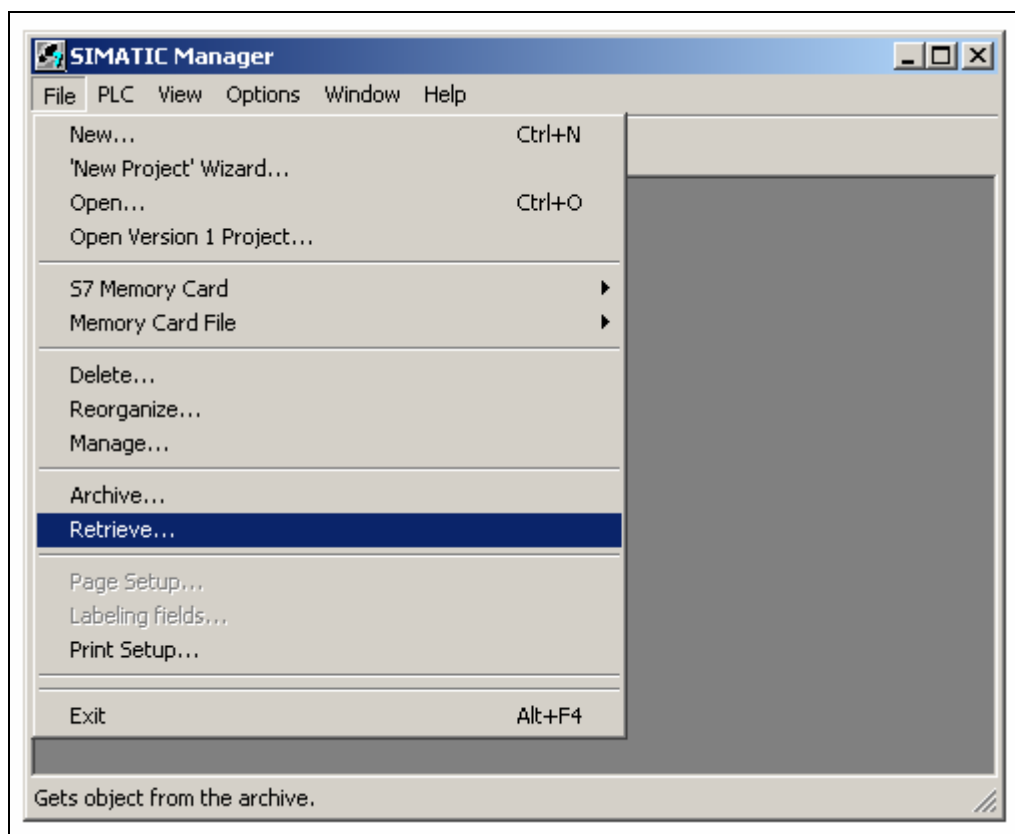 SIMATIC Manager
File PLC View Options Window Help
New... Ctrl+N
'New Project' Wizard...
Open... Ctrl+O
Open Version 1 Project...
S7 Memory Card
Memory Card File
Delete...
Reorganize...
Manage...
Archive...
Retrieve...
Page Setup...
Labeling fields...
Print Setup...
Exit Alt+F4
Gets object from the archive.